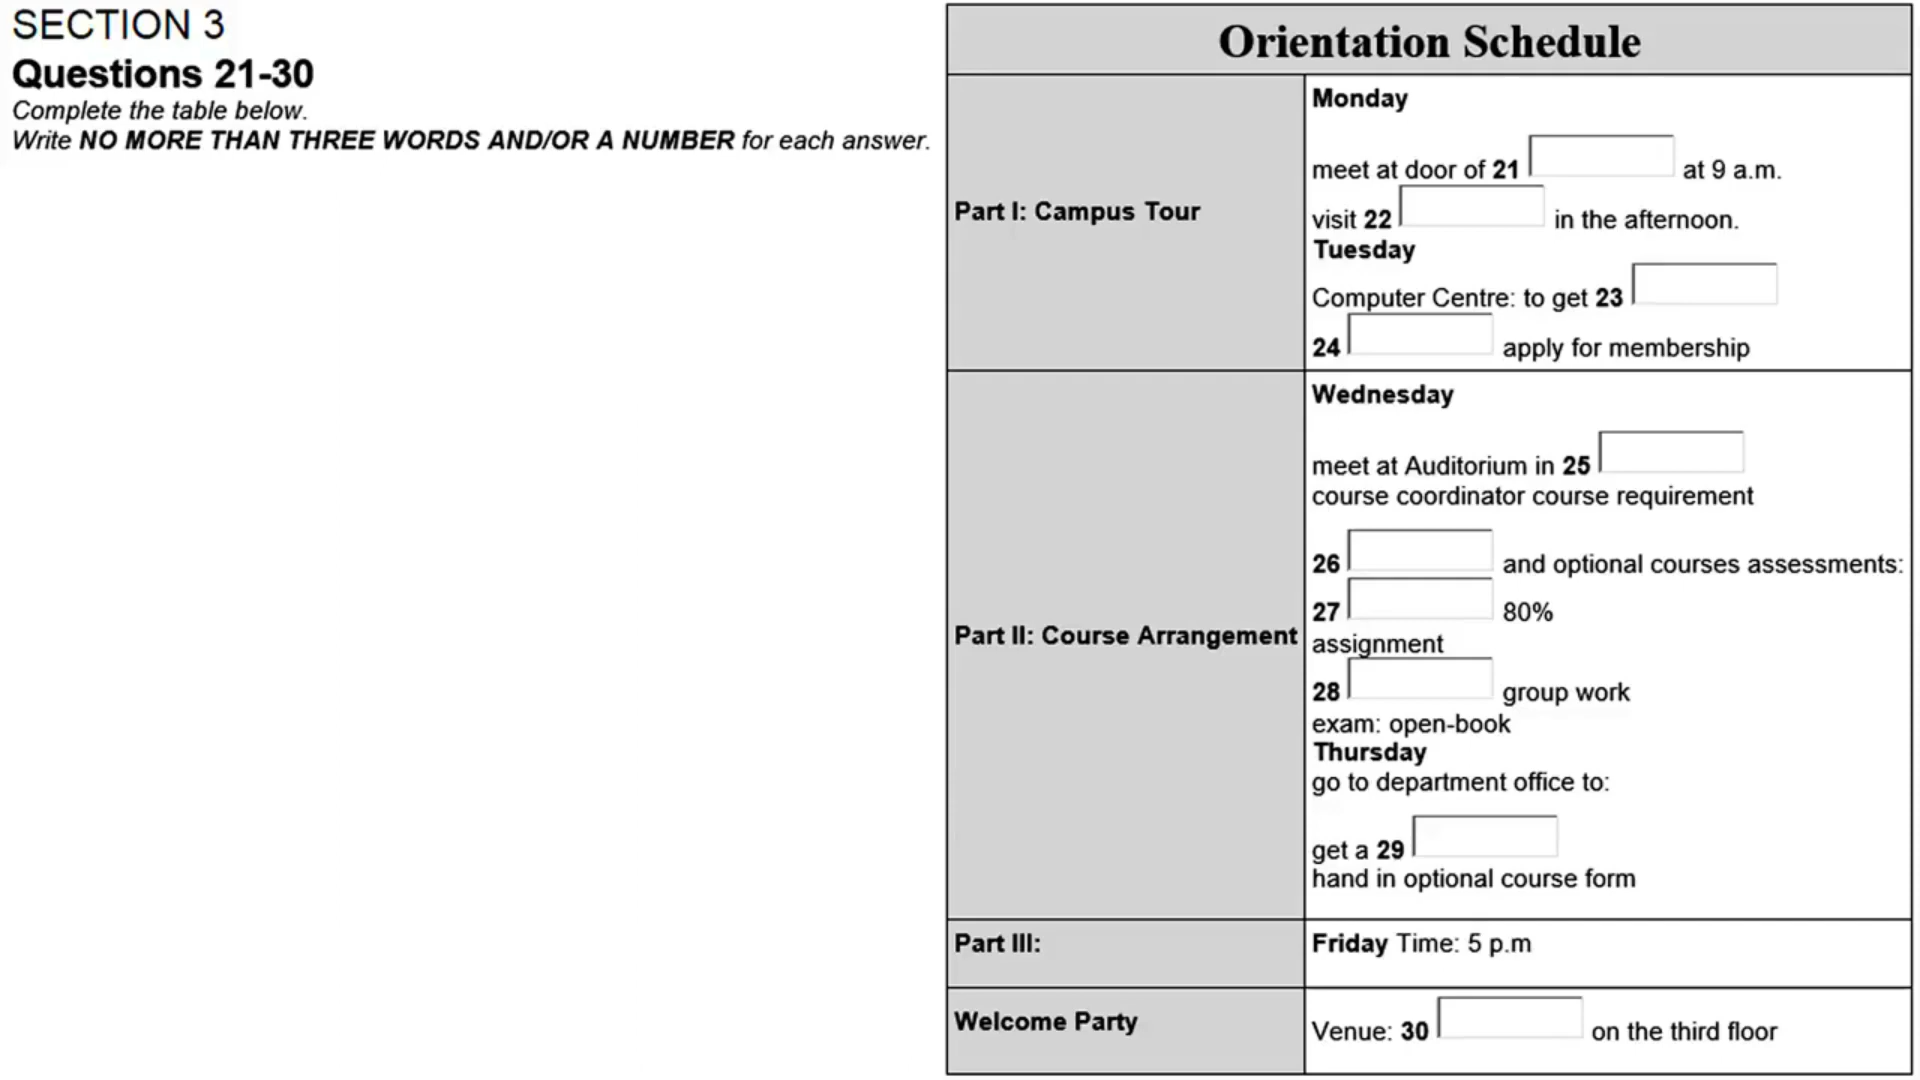 SECTION 3
Questions 21-30
Complete the table below.
Write NO MORE THAN THREE WORDS AND/OR A NUMBER for each answer.
Orientation Schedule
Part I: Campus Tour
Monday
meet at door of 21 at 9 a.m.
visit 22 in the afternoon.
Tuesday
Computer Centre: to get 23
24 apply for membership
Part II: Course Arrangement
Wednesday
meet at Auditorium in 25
course coordinator course requirement
26 and optional courses assessments:
27 80%
assignment
28 group work
exam: open-book
Thursday
go to department office to:
get a 29
hand in optional course form
Part III:
Friday Time: 5 p.m
Welcome Party
Venue: 30 on the third floor